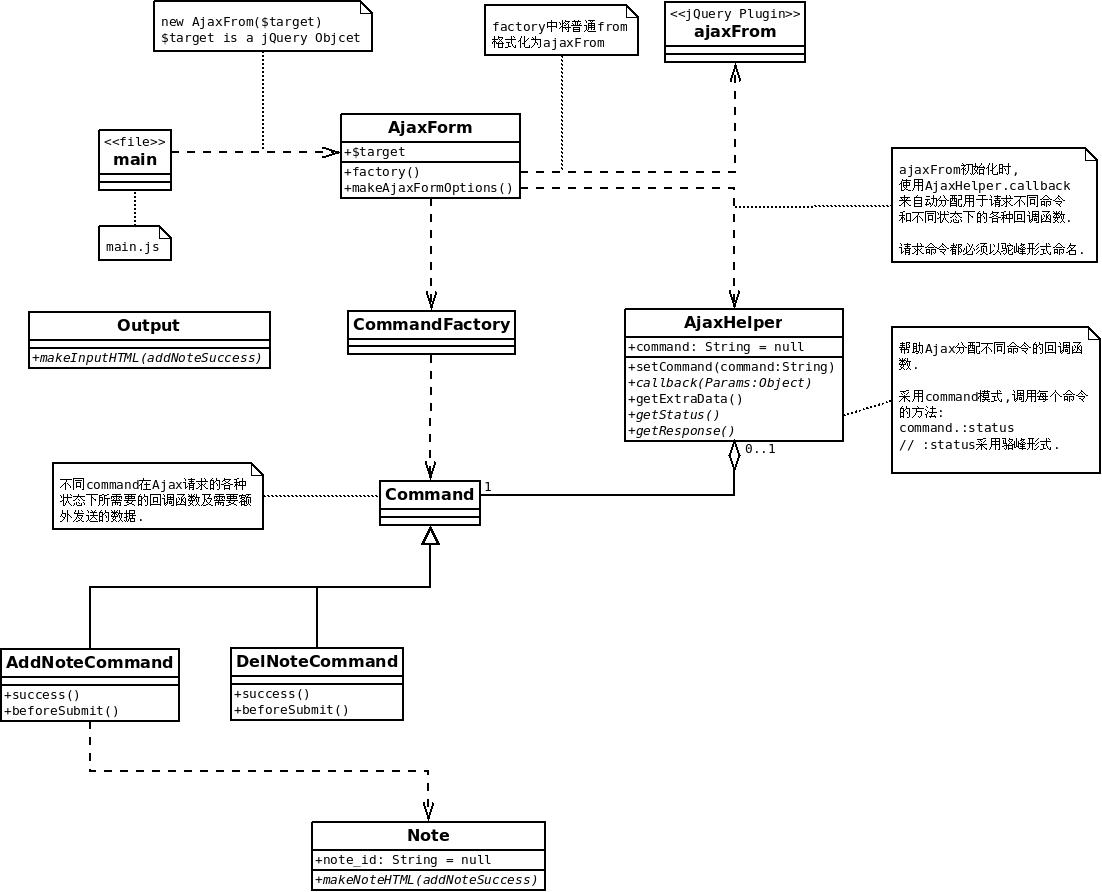 new AjaxFrom($target)
$target is a jQuery Objcet
factory中将普通from
格式化为ajaxFrom
<<jQuery Plugin>>
ajaxFrom
<<file>>
main
main.js
AjaxForm
+$target
+factory()
+makeAjaxFormOptions()
ajaxFrom初始化时,
使用AjaxHelper.callback
来自动分配用于请求不同命令
和不同状态下的各种回调函数.
请求命令都必须以驼峰形式命名.
Output
+makeInputHTML(addNoteSuccess)
CommandFactory
AjaxHelper
+command: String = null
+setCommand(command:String)
+callback(Params:Object)
+getExtraData()
+getStatus()
+getResponse()
帮助Ajax分配不同命令的回调函
数.
采用command模式,调用每个命令
的方法:
command.:status
// :status采用骆峰形式.
0..1
不同command在Ajax请求的各种
状态下所需要的回调函数及需要额
外发送的数据.
Command
1
AddNoteCommand
+success()
+beforeSubmit()
DelNoteCommand
+success()
+beforeSubmit()
Note
+note_id: String = null
+makeNoteHTML(addNoteSuccess)